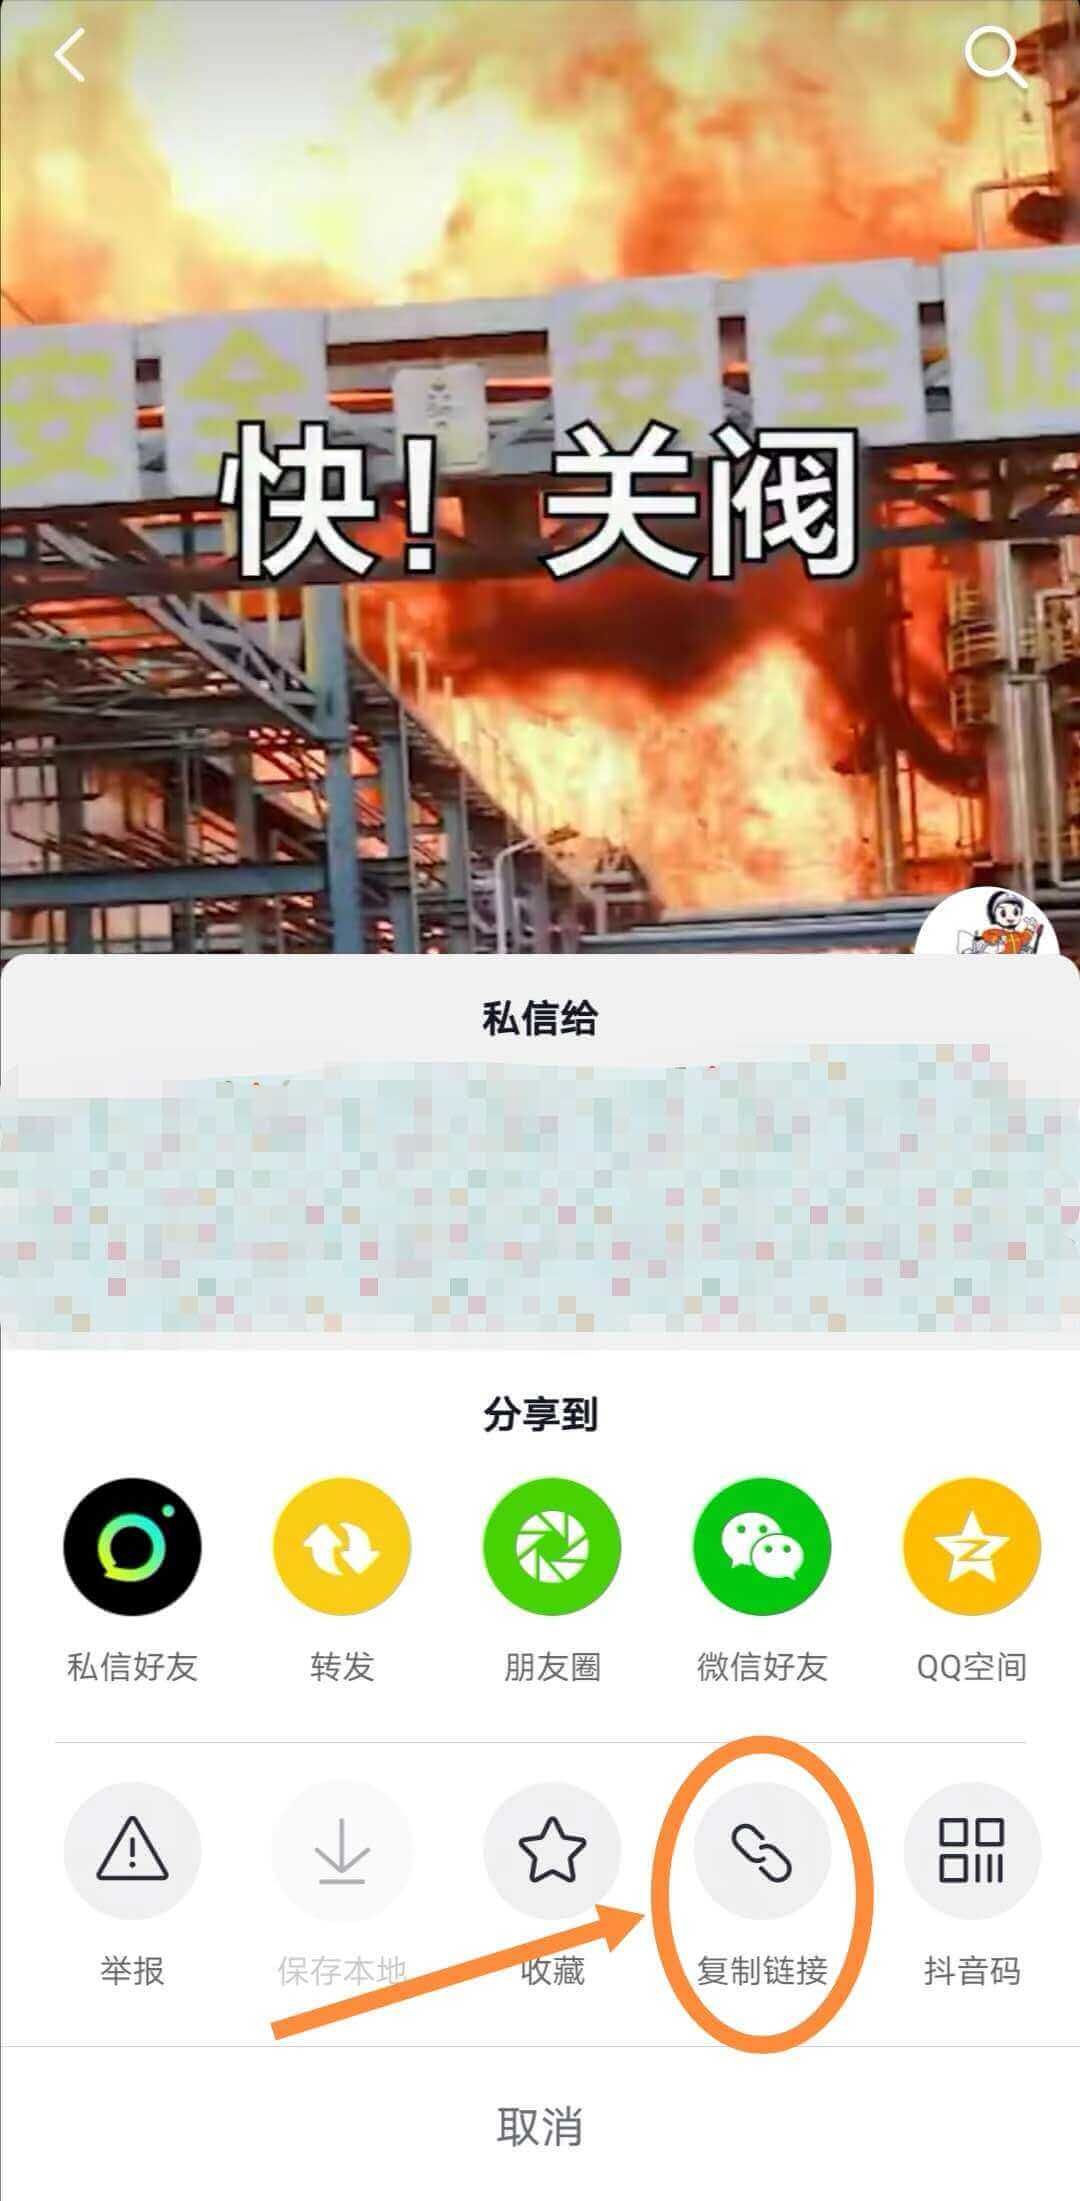 安全 安全促
快！关阀
私信给
分享到
私信好友 转发 朋友圈 微信好友 QQ空间
举报 保存本地 收藏 复制链接 抖音码
取消